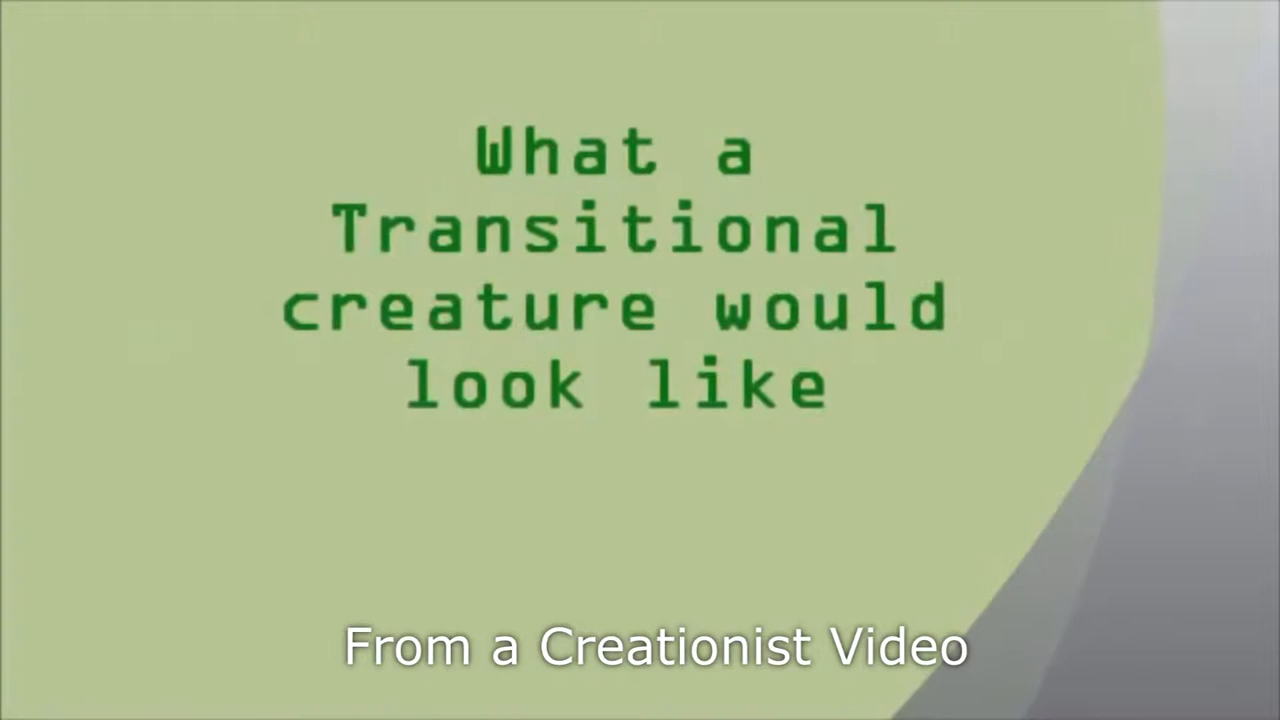 What a
Transitional
creature would
look like
From a Creationist Video